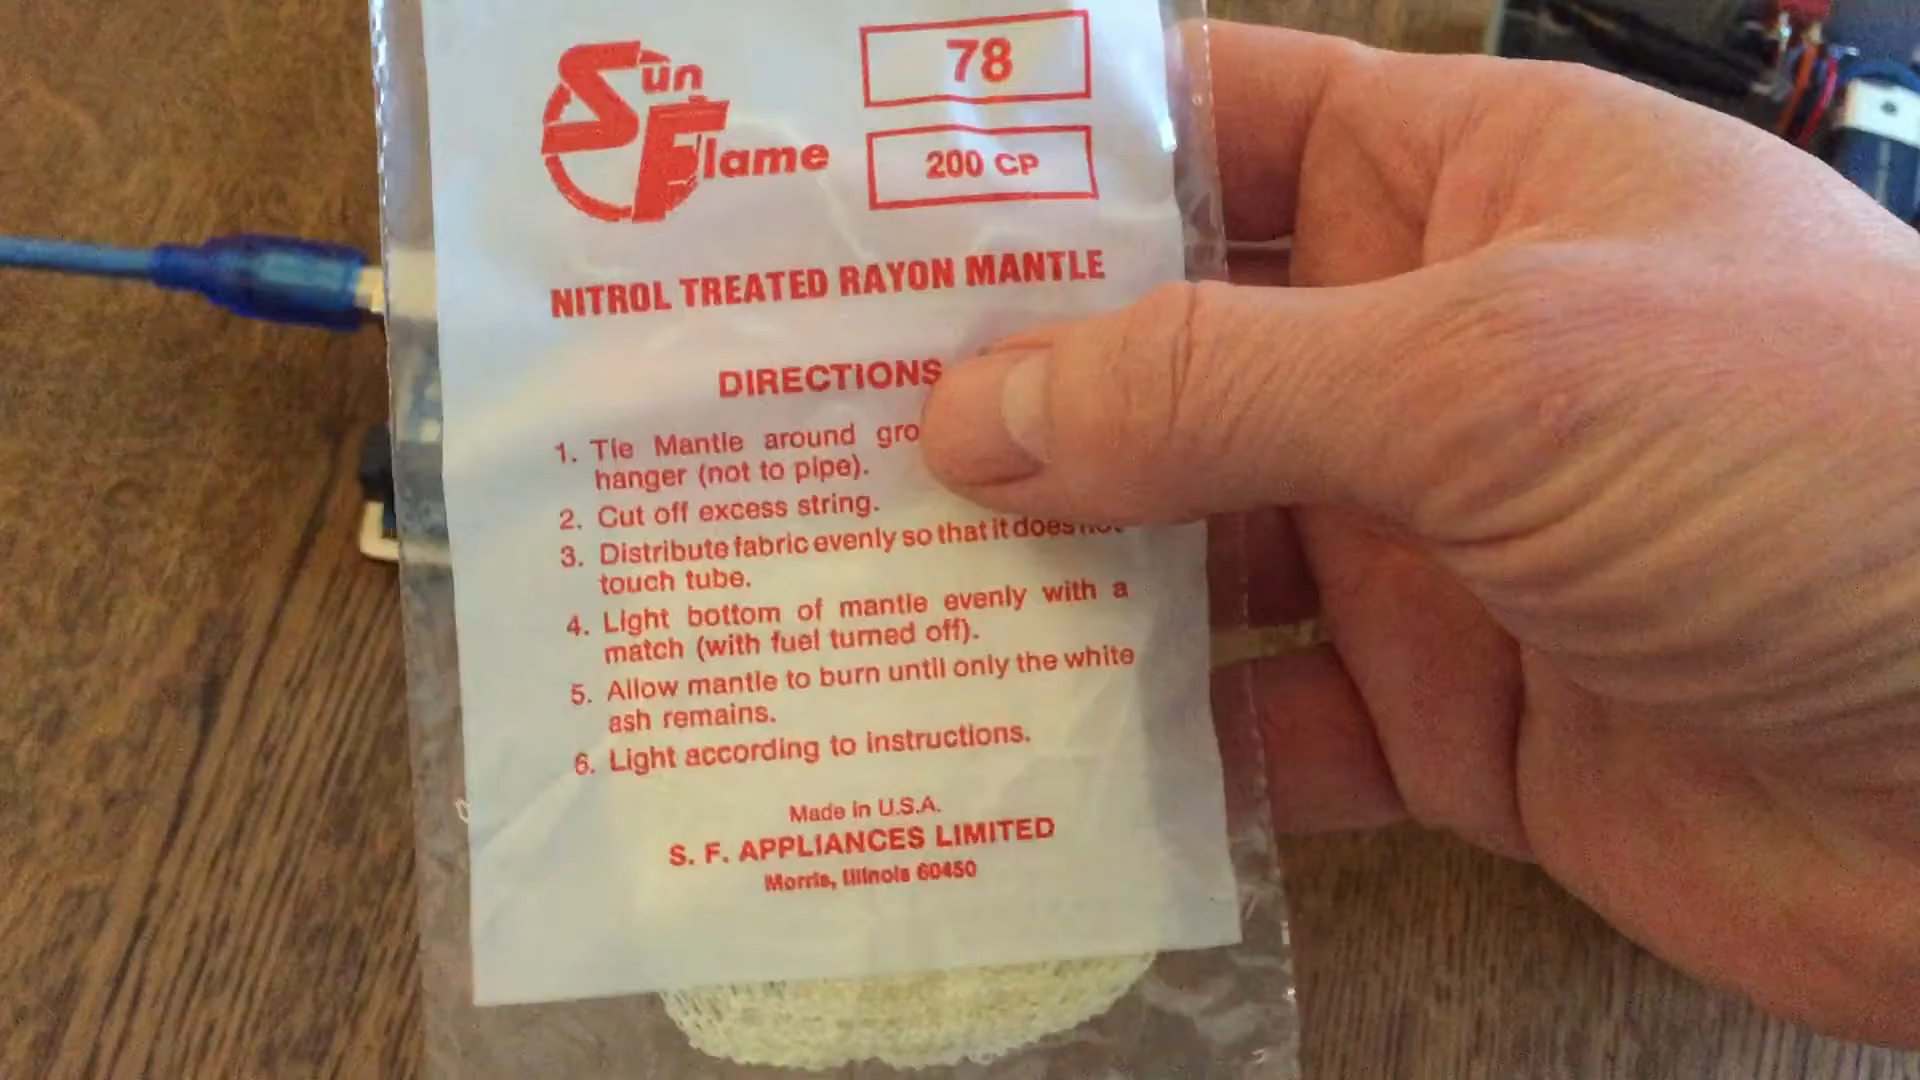 Sun
Flame
78
200 CP
NITROL TREATED RAYON MANTLE
DIRECTIONS
1. Tie Mantle around gro
hanger (not to pipe).
2. Cut off excess string.
3. Distribute fabric evenly so that it does not
touch tube.
4. Light bottom of mantle evenly with a
match (with fuel turned off).
5. Allow mantle to burn until only the white
ash remains.
6. Light according to instructions.
Made in U.S.A.
S. F. APPLIANCES LIMITED
Morris, Illinois 60450